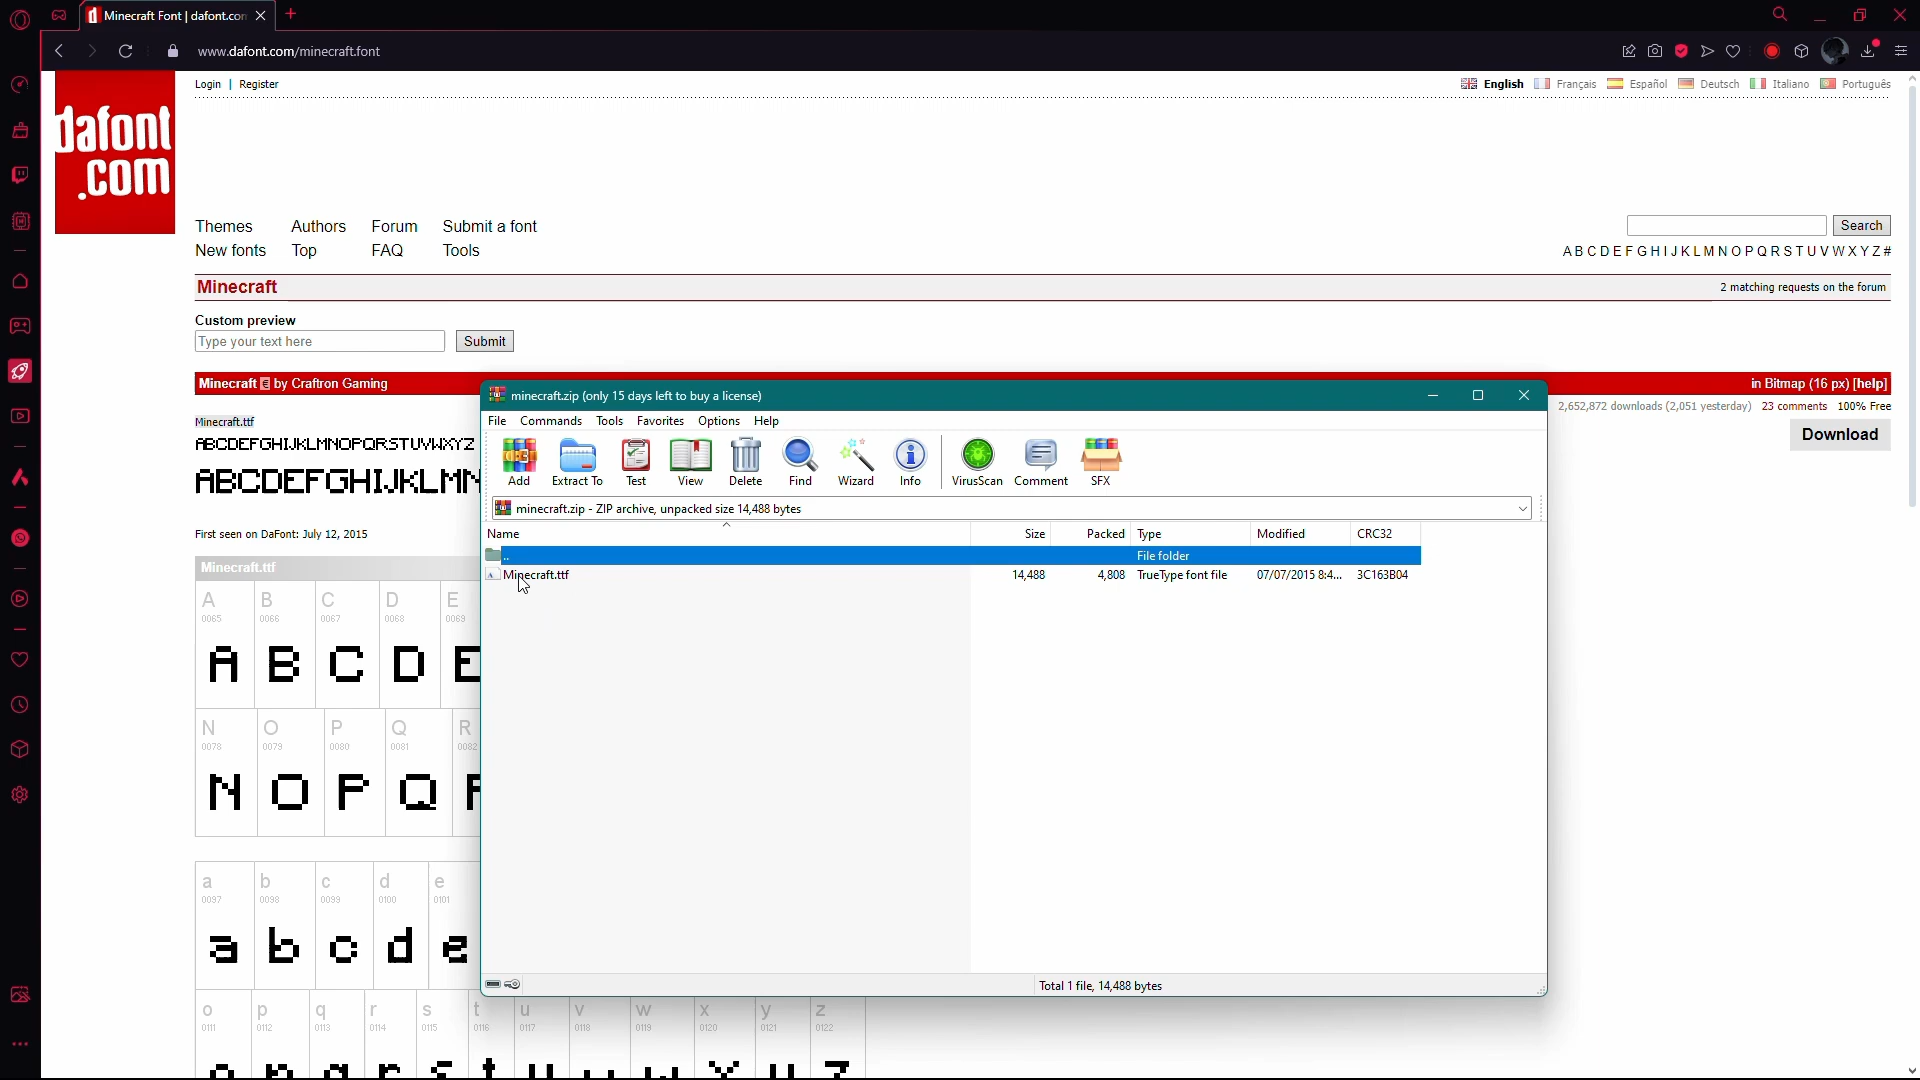 Minecraft Font | dafont.com
www.dafont.com/minecraft.font
dafont
.com
Login | Register
English Français Español Deutsch Italiano Português
Themes Authors Forum Submit a font
New fonts Top FAQ Tools
Search
A B C D E F G H I J K L M N O P Q R S T U V W X Y Z #
Minecraft
2 matching requests on the forum
Custom preview
Type your text here
Submit
Minecraft € by Craftron Gaming
in Bitmap (16 px) [help]
Minecraft.ttf
2,652,872 downloads (2,051 yesterday) 23 comments 100% Free
Download
ABCDEFGHIJKLMNOPQRSTUVWXYZ
ABCDEFGHIJKLMN
First seen on DaFont: July 12, 2015
Minecraft.ttf
A B C D E
0065 0066 0067 0068 0069
A B C D E
N O P Q R
0078 0079 0080 0081 0082
N O P Q
a b c d e
0097 0098 0099 0100 0101
a b c d e
o p q r s t u v w x y z
0111 0112 0113 0114 0115 0116 0117 0118 0119 0120 0121 0122
minecraft.zip (only 15 days left to buy a license)
File Commands Tools Favorites Options Help
Add Extract To Test View Delete Find Wizard Info VirusScan Comment SFX
minecraft.zip - ZIP archive, unpacked size 14,488 bytes
Name Size Packed Type Modified CRC32
.. File folder
Minecraft.ttf 14,488 4,808 TrueType font file 07/07/2015 8:4... 3C163B04
Total 1 file, 14,488 bytes